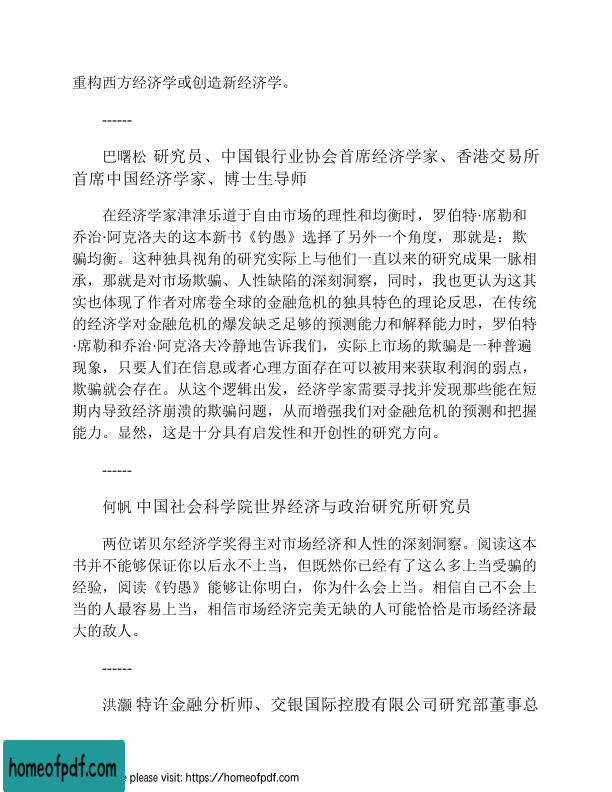 重构西方经济学或创造新经济学。
------
巴曙松 研究员、中国银行业协会首席经济学家、香港交易所
首席中国经济学家、博士生导师
在经济学家津津乐道于自由市场的理性和均衡时，罗伯特·席勒和
乔治·阿克洛夫的这本新书《钓愚》选择了另外一个角度，那就是：欺
骗均衡。这种独具视角的研究实际上与他们一直以来的研究成果一脉相
承，那就是对市场欺骗、人性缺陷的深刻洞察，同时，我也更认为这其
实也体现了作者对席卷全球的金融危机的独具特色的理论反思，在传统
的经济学对金融危机的爆发缺乏足够的预测能力和解释能力时，罗伯特
·席勒和乔治·阿克洛夫冷静地告诉我们，实际上市场的欺骗是一种普遍
现象，只要人们在信息或者心理方面存在可以被用来获取利润的弱点，
欺骗就会存在。从这个逻辑出发，经济学家需要寻找并发现那些能在短
期内导致经济崩溃的欺骗问题，从而增强我们对金融危机的预测和把握
能力。显然，这是十分具有启发性和开创性的研究方向。
------
何帆 中国社会科学院世界经济与政治研究所研究员
两位诺贝尔经济学奖得主对市场经济和人性的深刻洞察。阅读这本
书并不能够保证你以后永不上当，但既然你已经有了这么多上当受骗的
经验，阅读《钓愚》能够让你明白，你为什么会上当。相信自己不会上
当的人最容易上当，相信市场经济完美无缺的人可能恰恰是市场经济最
大的敌人。
------
洪灏 特许金融分析师、交银国际控股有限公司研究部董事总
homeofpdf.com
e please visit: https://homeofpdf.com